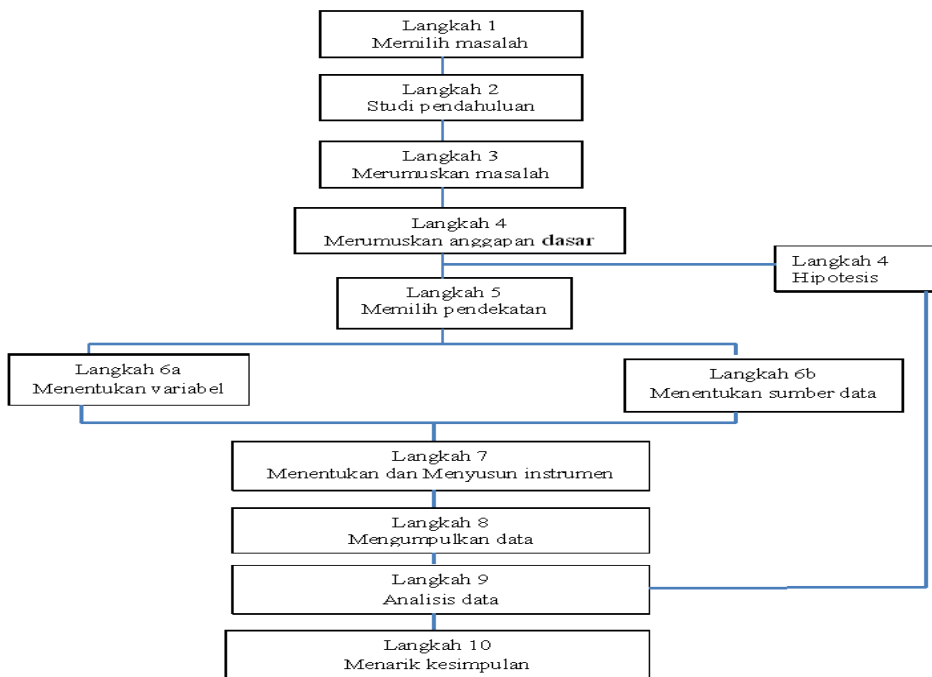 Langkah 1
Memilih masalah
Langkah 2
Studi pendahuluan
Langkah 3
Merumuskan masalah
Langkah 4
Merumuskan anggapan dasar
Langkah 4
Hipotesis
Langkah 5
Memilih pendekatan
Langkah 6a
Menentukan variabel
Langkah 6b
Menentukan sumber data
Langkah 7
Menentukan dan Menyusun instrumen
Langkah 8
Mengumpulkan data
Langkah 9
Analisis data
Langkah 10
Menarik kesimpulan